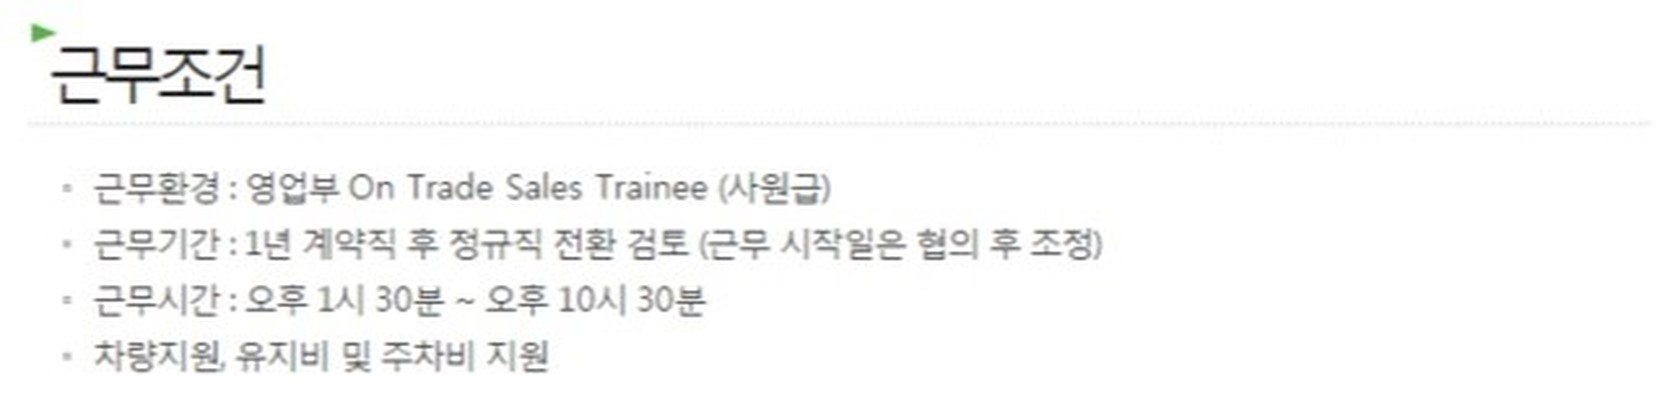 근무조건
근무환경 : 영업부 On Trade Sales Trainee (사원급)
근무기간 : 1년 계약직 후 정규직 전환 검토 (근무 시작일은 협의 후 조정)
근무시간 : 오후 1시 30분 ~ 오후 10시 30분
차량지원, 유지비 및 주차비 지원